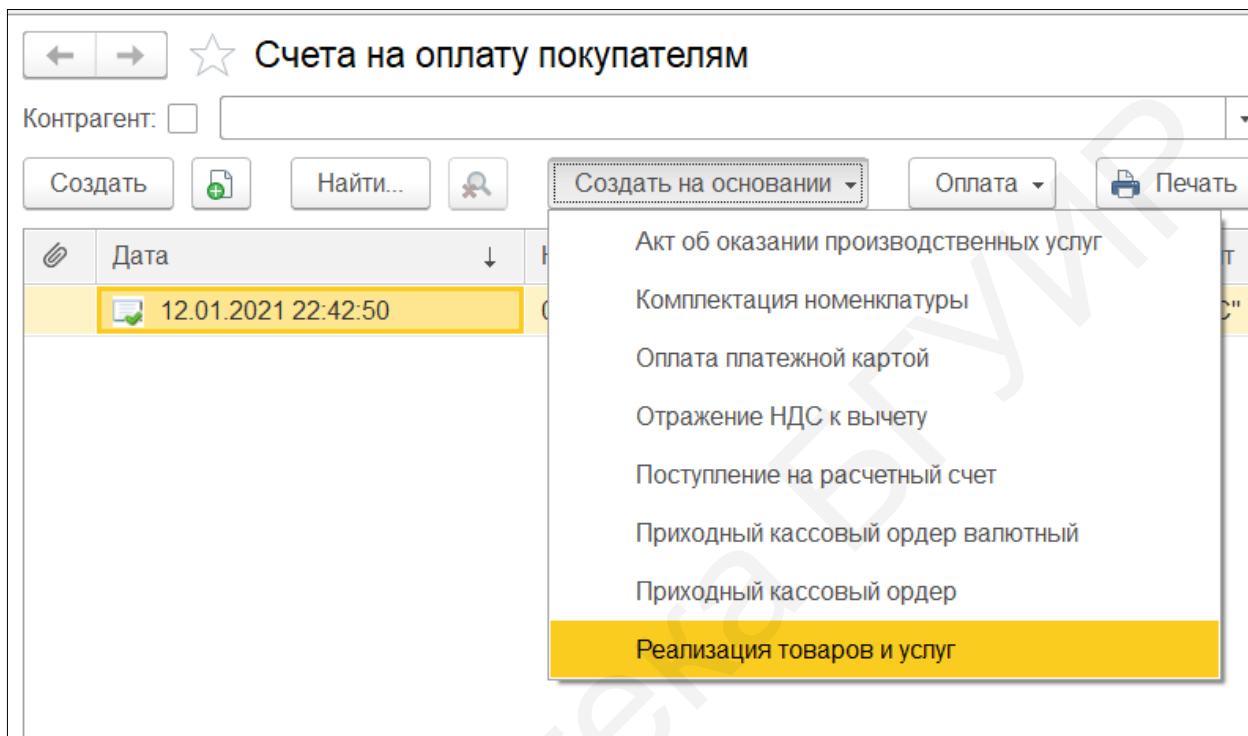 Счета на оплату покупателям
Контрагент:
Создать Найти... Создать на основании Оплата Печать
Дата
12.01.2021 22:42:50
Акт об оказании производственных услуг
Комплектация номенклатуры
Оплата платежной картой
Отражение НДС к вычету
Поступление на расчетный счет
Приходный кассовый ордер валютный
Приходный кассовый ордер
Реализация товаров и услуг
БГУИР